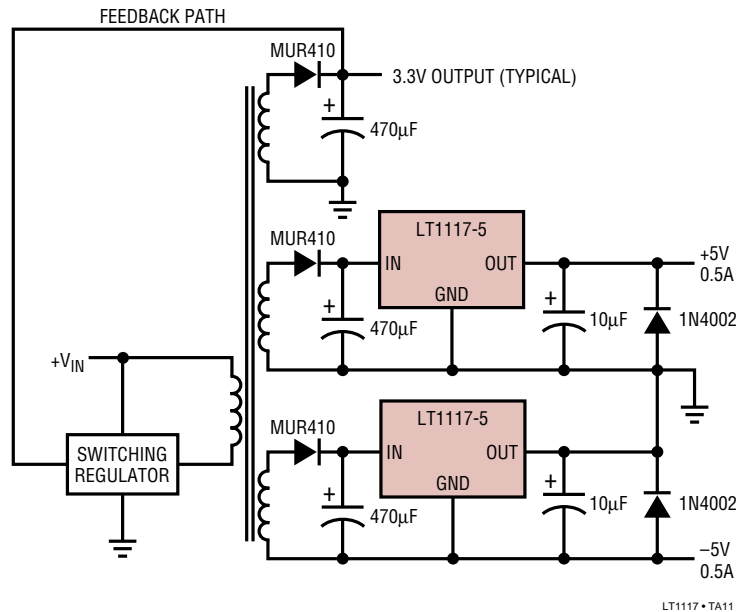 FEEDBACK PATH
MUR410
3.3V OUTPUT (TYPICAL)
+
470µF
MUR410
LT1117-5
IN
OUT
GND
+
470µF
+
10µF
1N4002
+5V
0.5A
+VIN
SWITCHING
REGULATOR
MUR410
LT1117-5
IN
OUT
GND
+
470µF
+
10µF
1N4002
–5V
0.5A
LT1117 • TA11